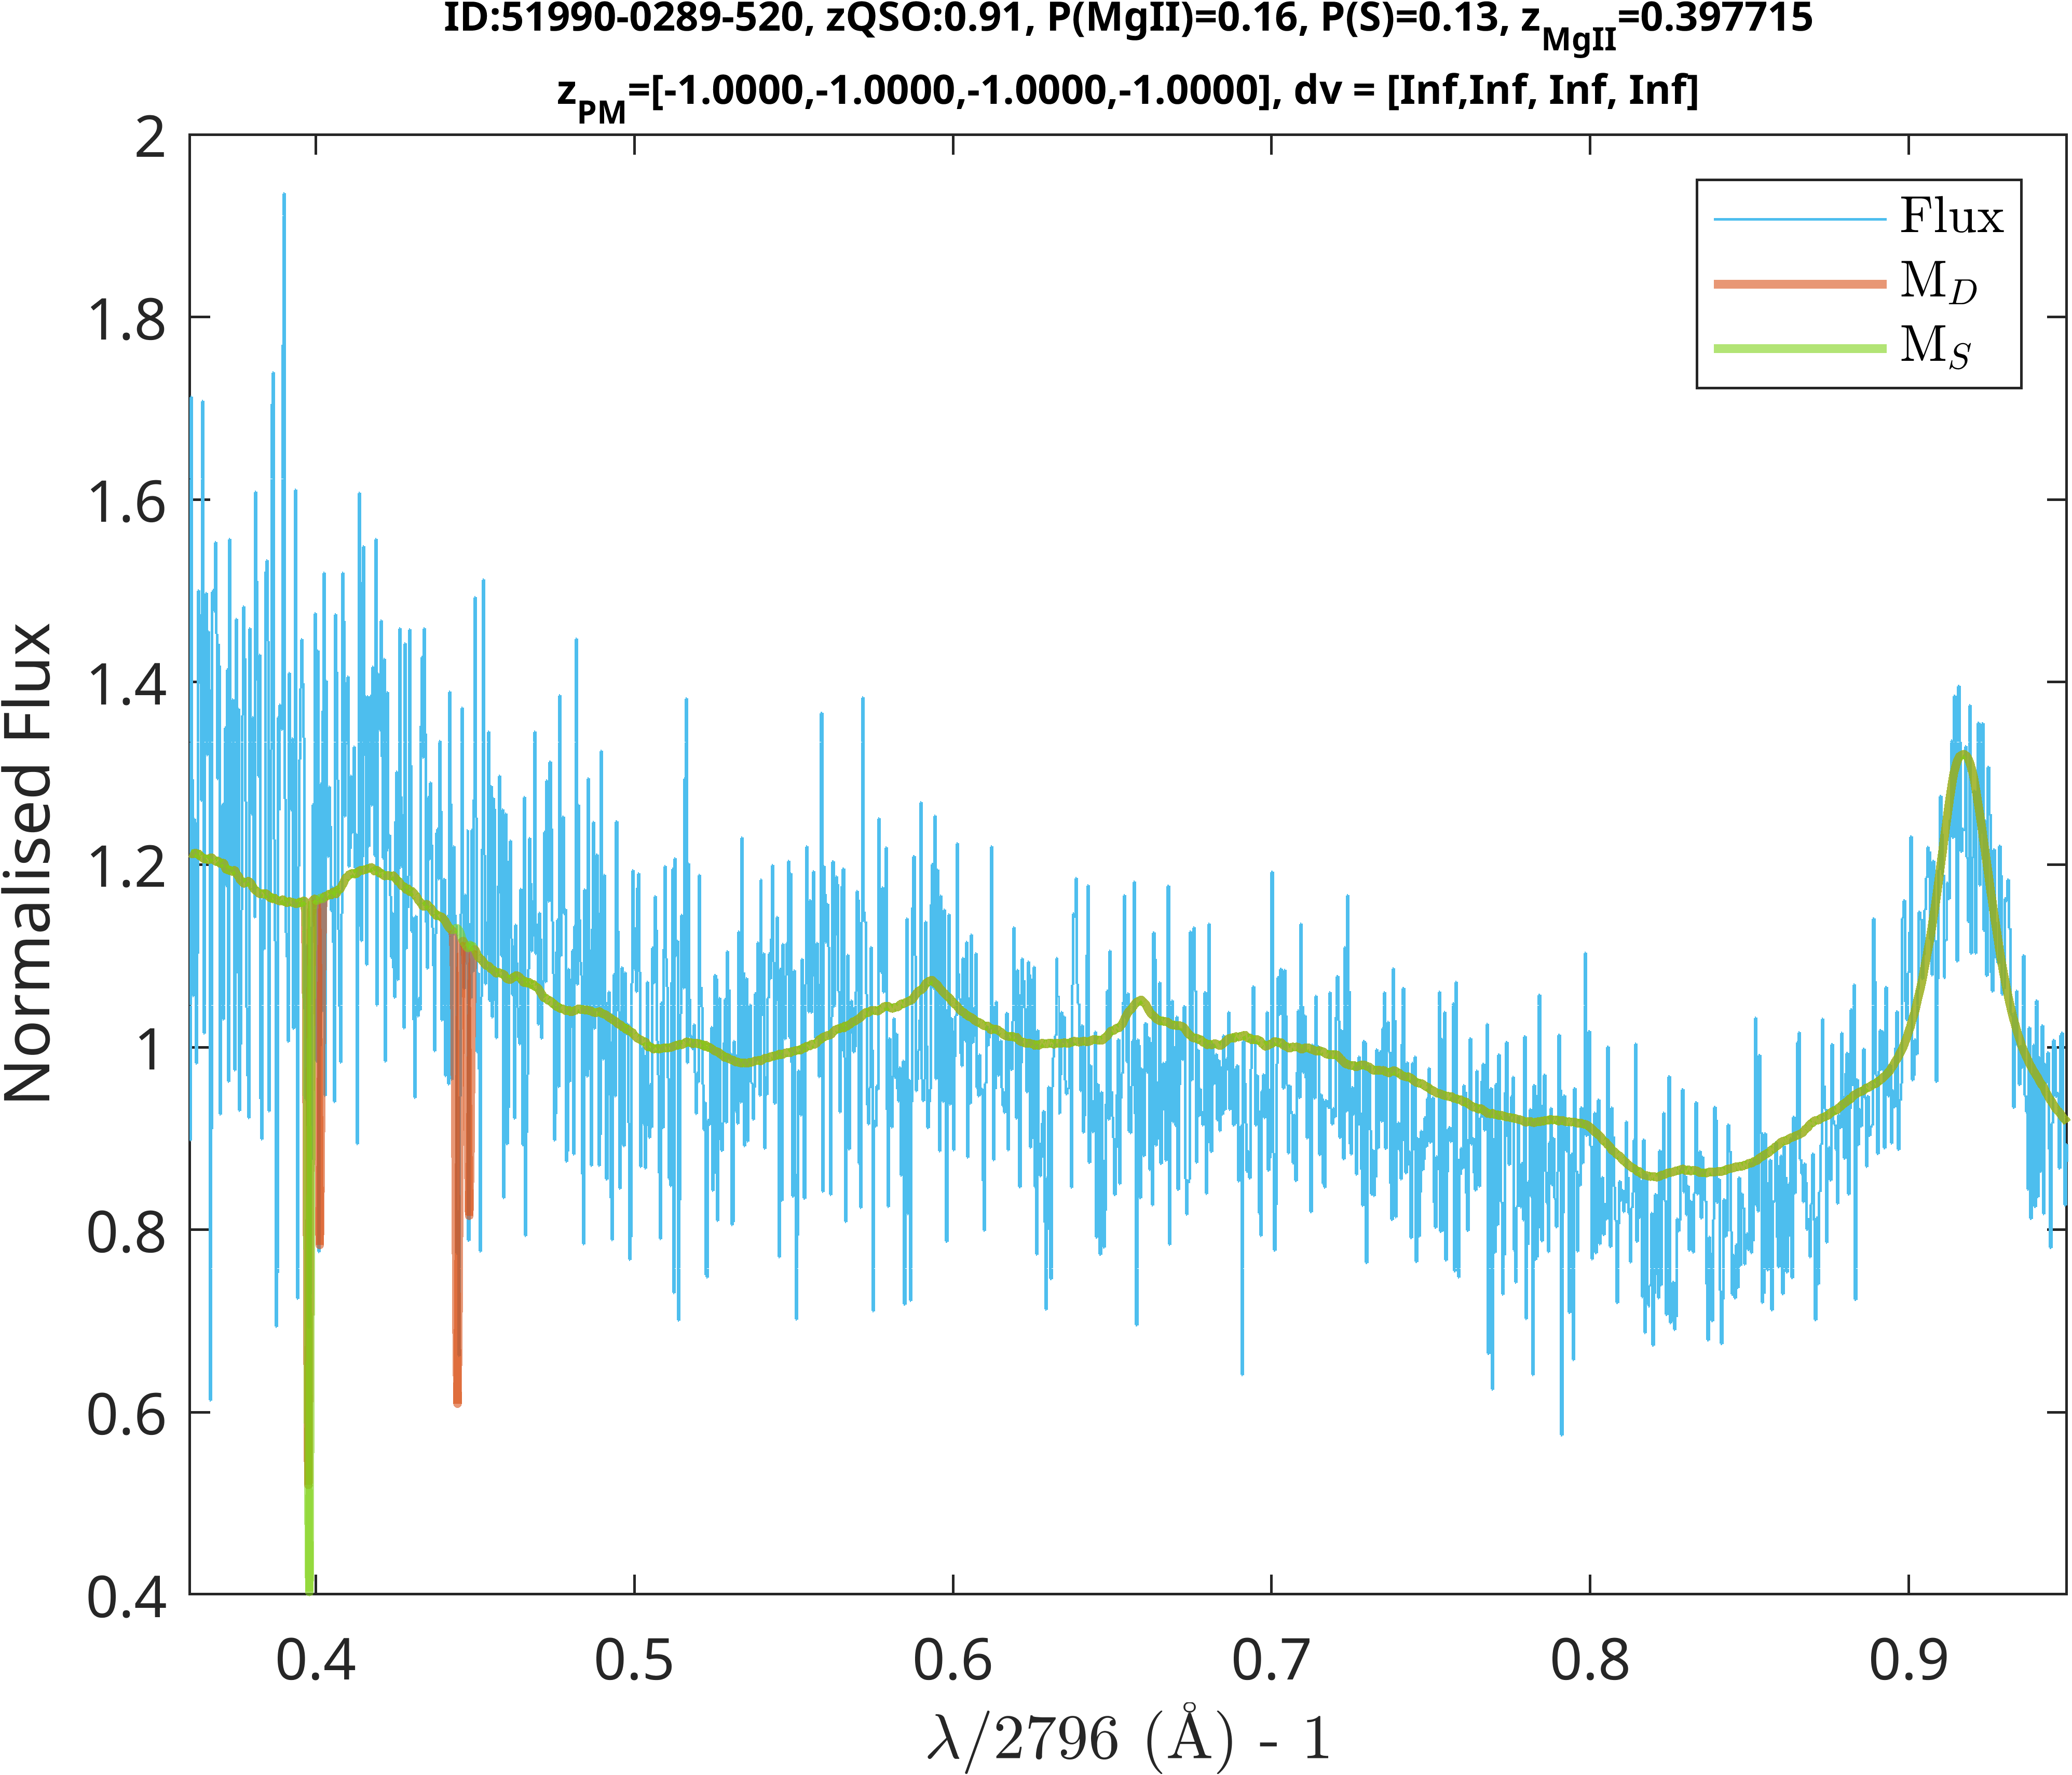 ID:51990-0289-520, zQSO:0.91, P(MgII)=0.16, P(S)=0.13, zMgII=0.397715
zPM=[-1.0000,-1.0000,-1.0000,-1.0000], dv = [Inf,Inf, Inf, Inf]
2
1.8
1.6
1.4
1.2
1
0.8
0.6
0.4
Normalised Flux
Flux
MD
MS
0.4 0.5 0.6 0.7 0.8 0.9
λ/2796 (Å) - 1